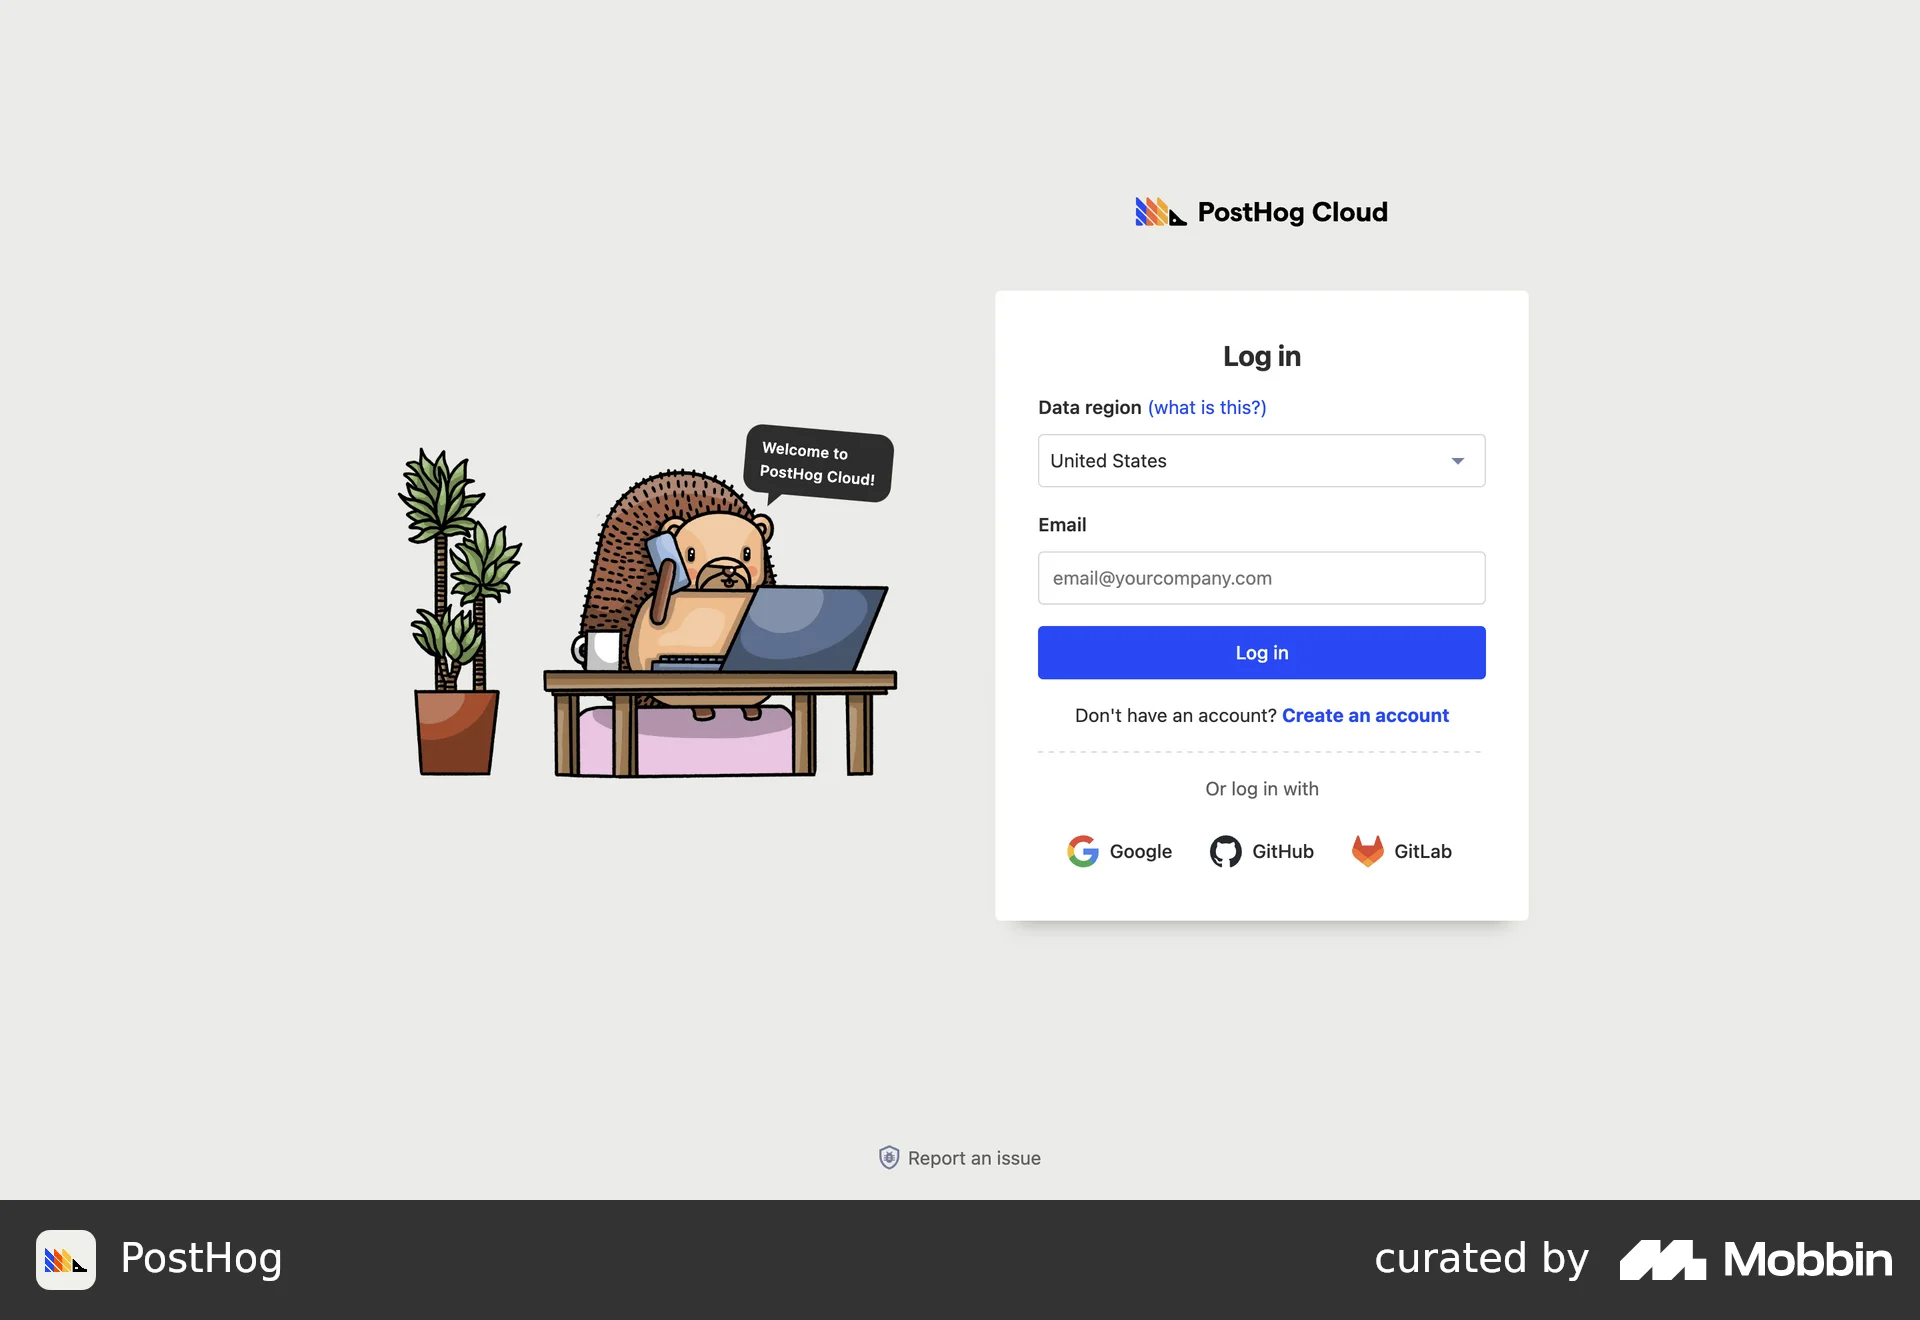 PostHog Cloud
Welcome to
PostHog Cloud!
Log in
Data region (what is this?)
United States
Email
email@yourcompany.com
Log in
Don't have an account? Create an account
Or log in with
Google GitHub GitLab
Report an issue
PostHog
curated by Mobbin